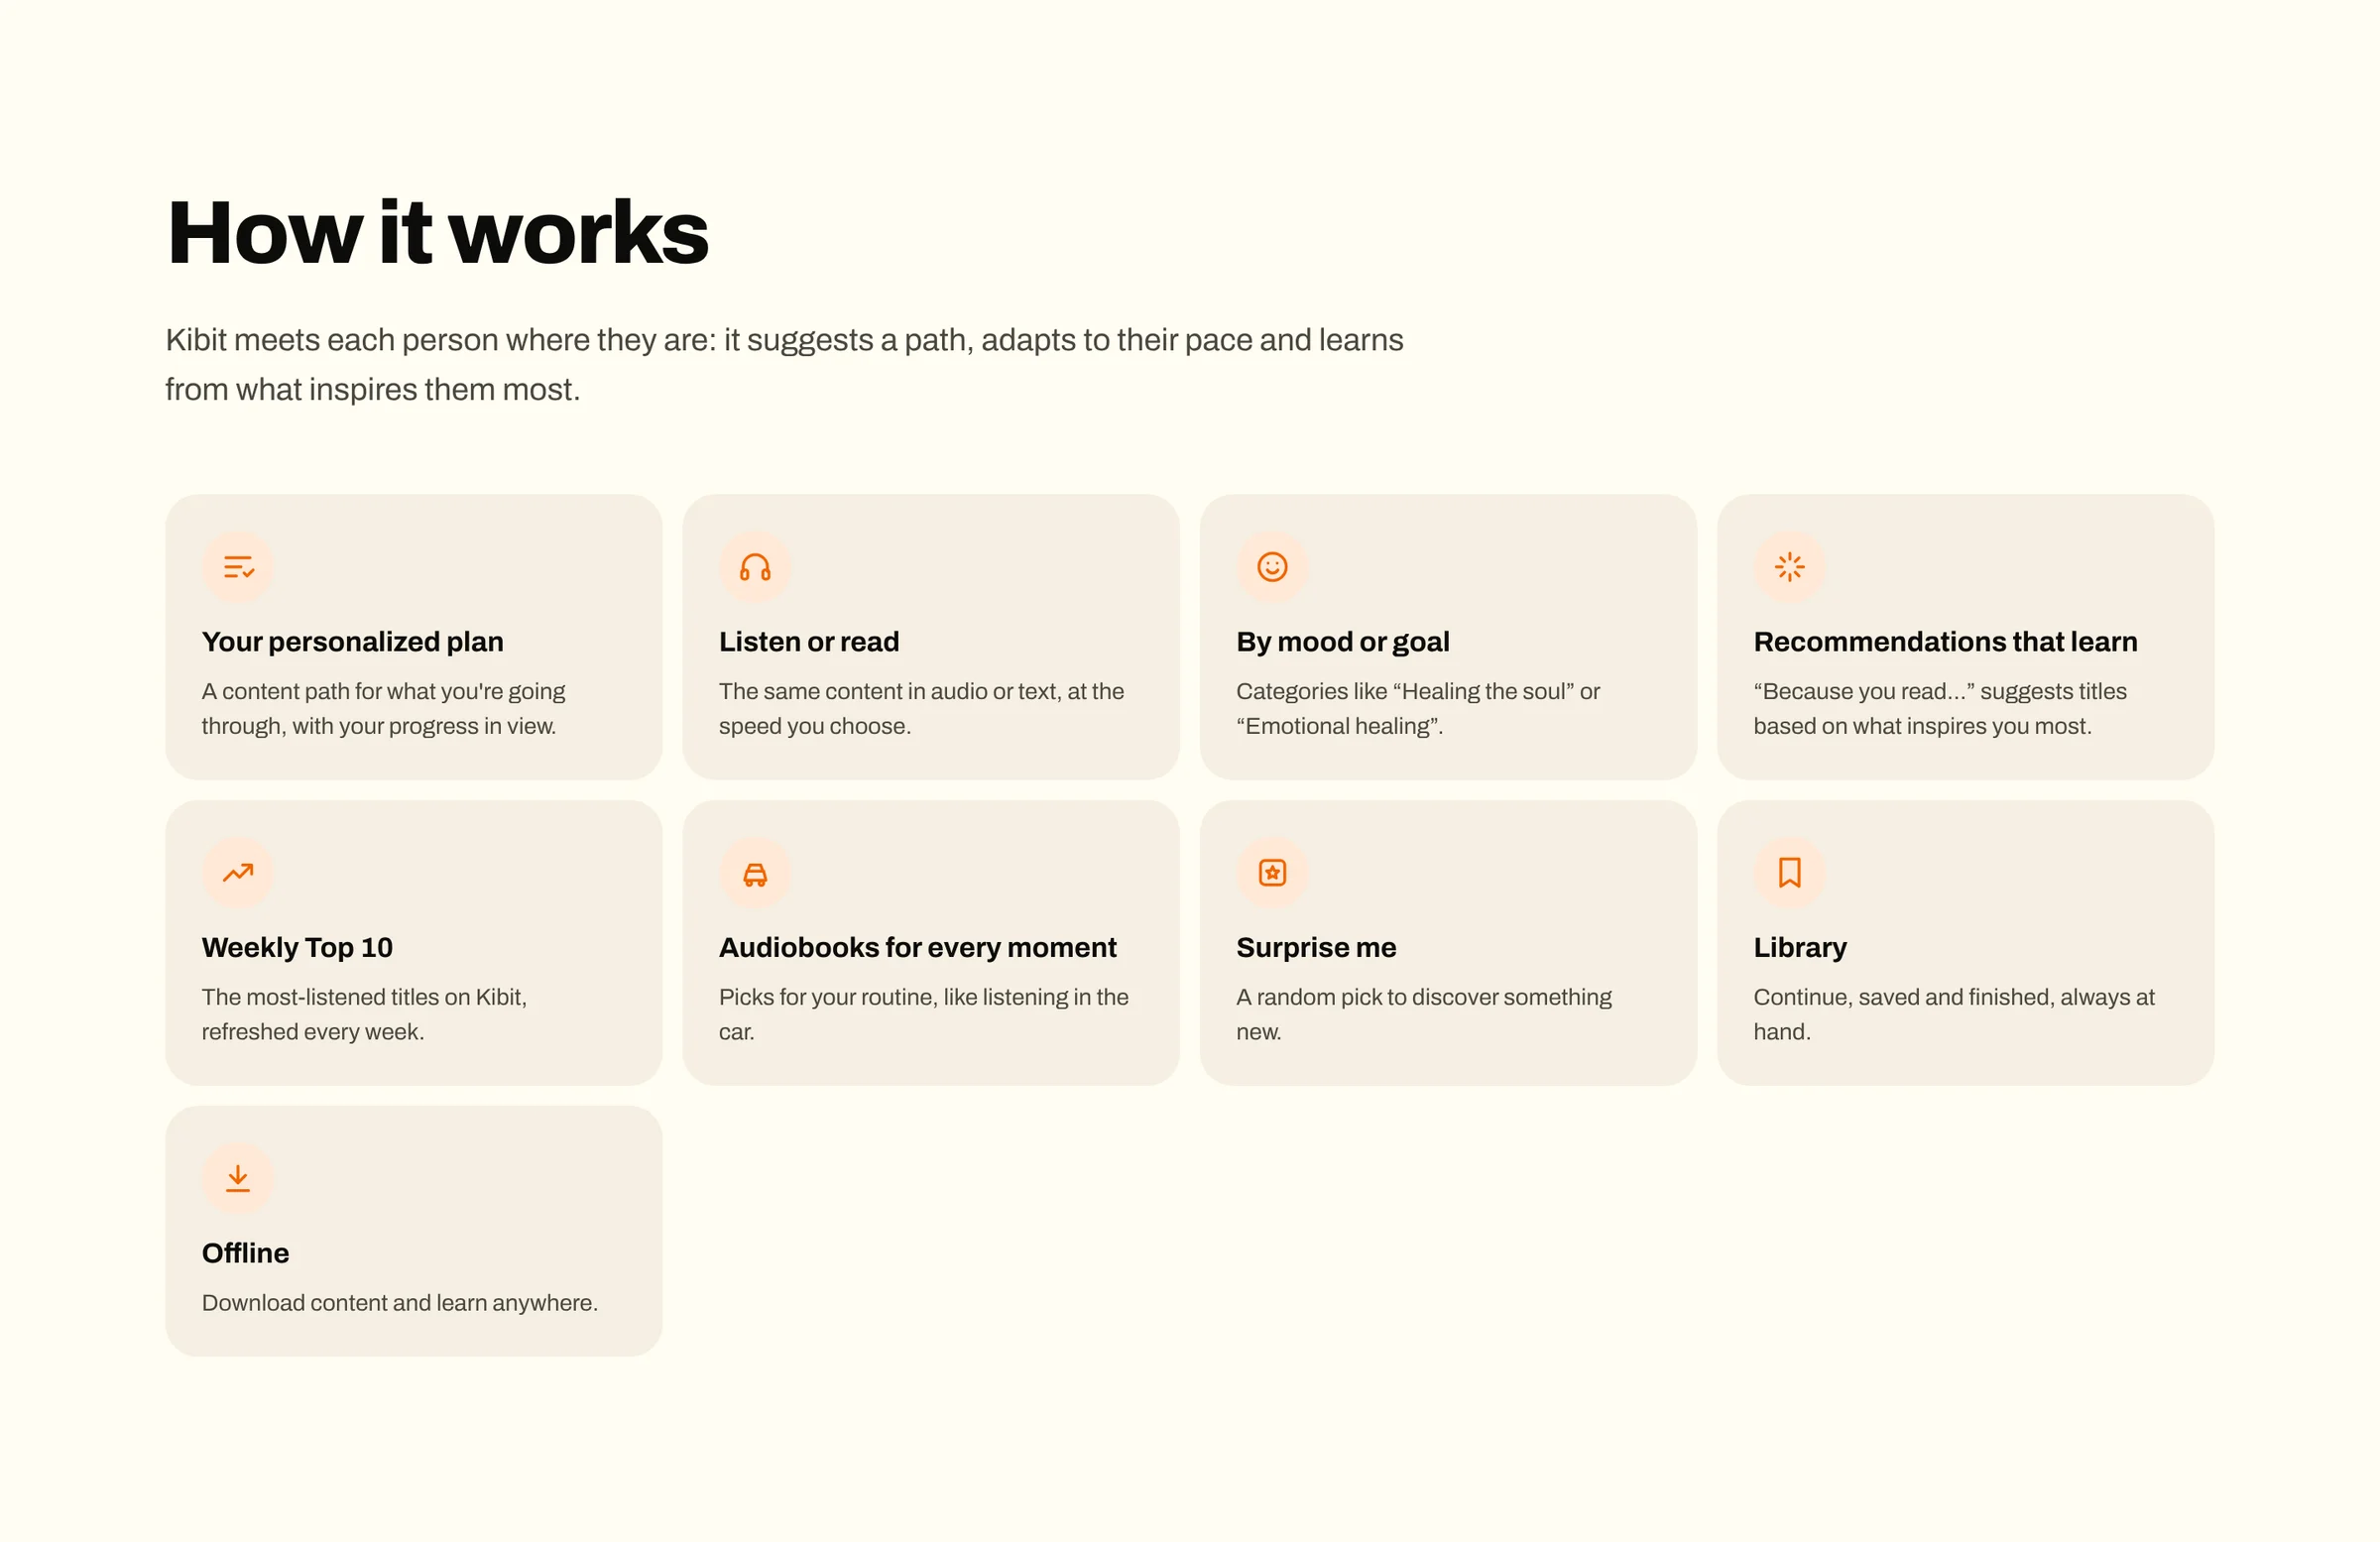 How it works
Kibit meets each person where they are: it suggests a path, adapts to their pace and learns
from what inspires them most.
Your personalized plan
A content path for what you're going
through, with your progress in view.
Listen or read
The same content in audio or text, at the
speed you choose.
By mood or goal
Categories like “Healing the soul” or
“Emotional healing”.
Recommendations that learn
“Because you read...” suggests titles
based on what inspires you most.
Weekly Top 10
The most-listened titles on Kibit,
refreshed every week.
Audiobooks for every moment
Picks for your routine, like listening in the
car.
Surprise me
A random pick to discover something
new.
Library
Continue, saved and finished, always at
hand.
Offline
Download content and learn anywhere.